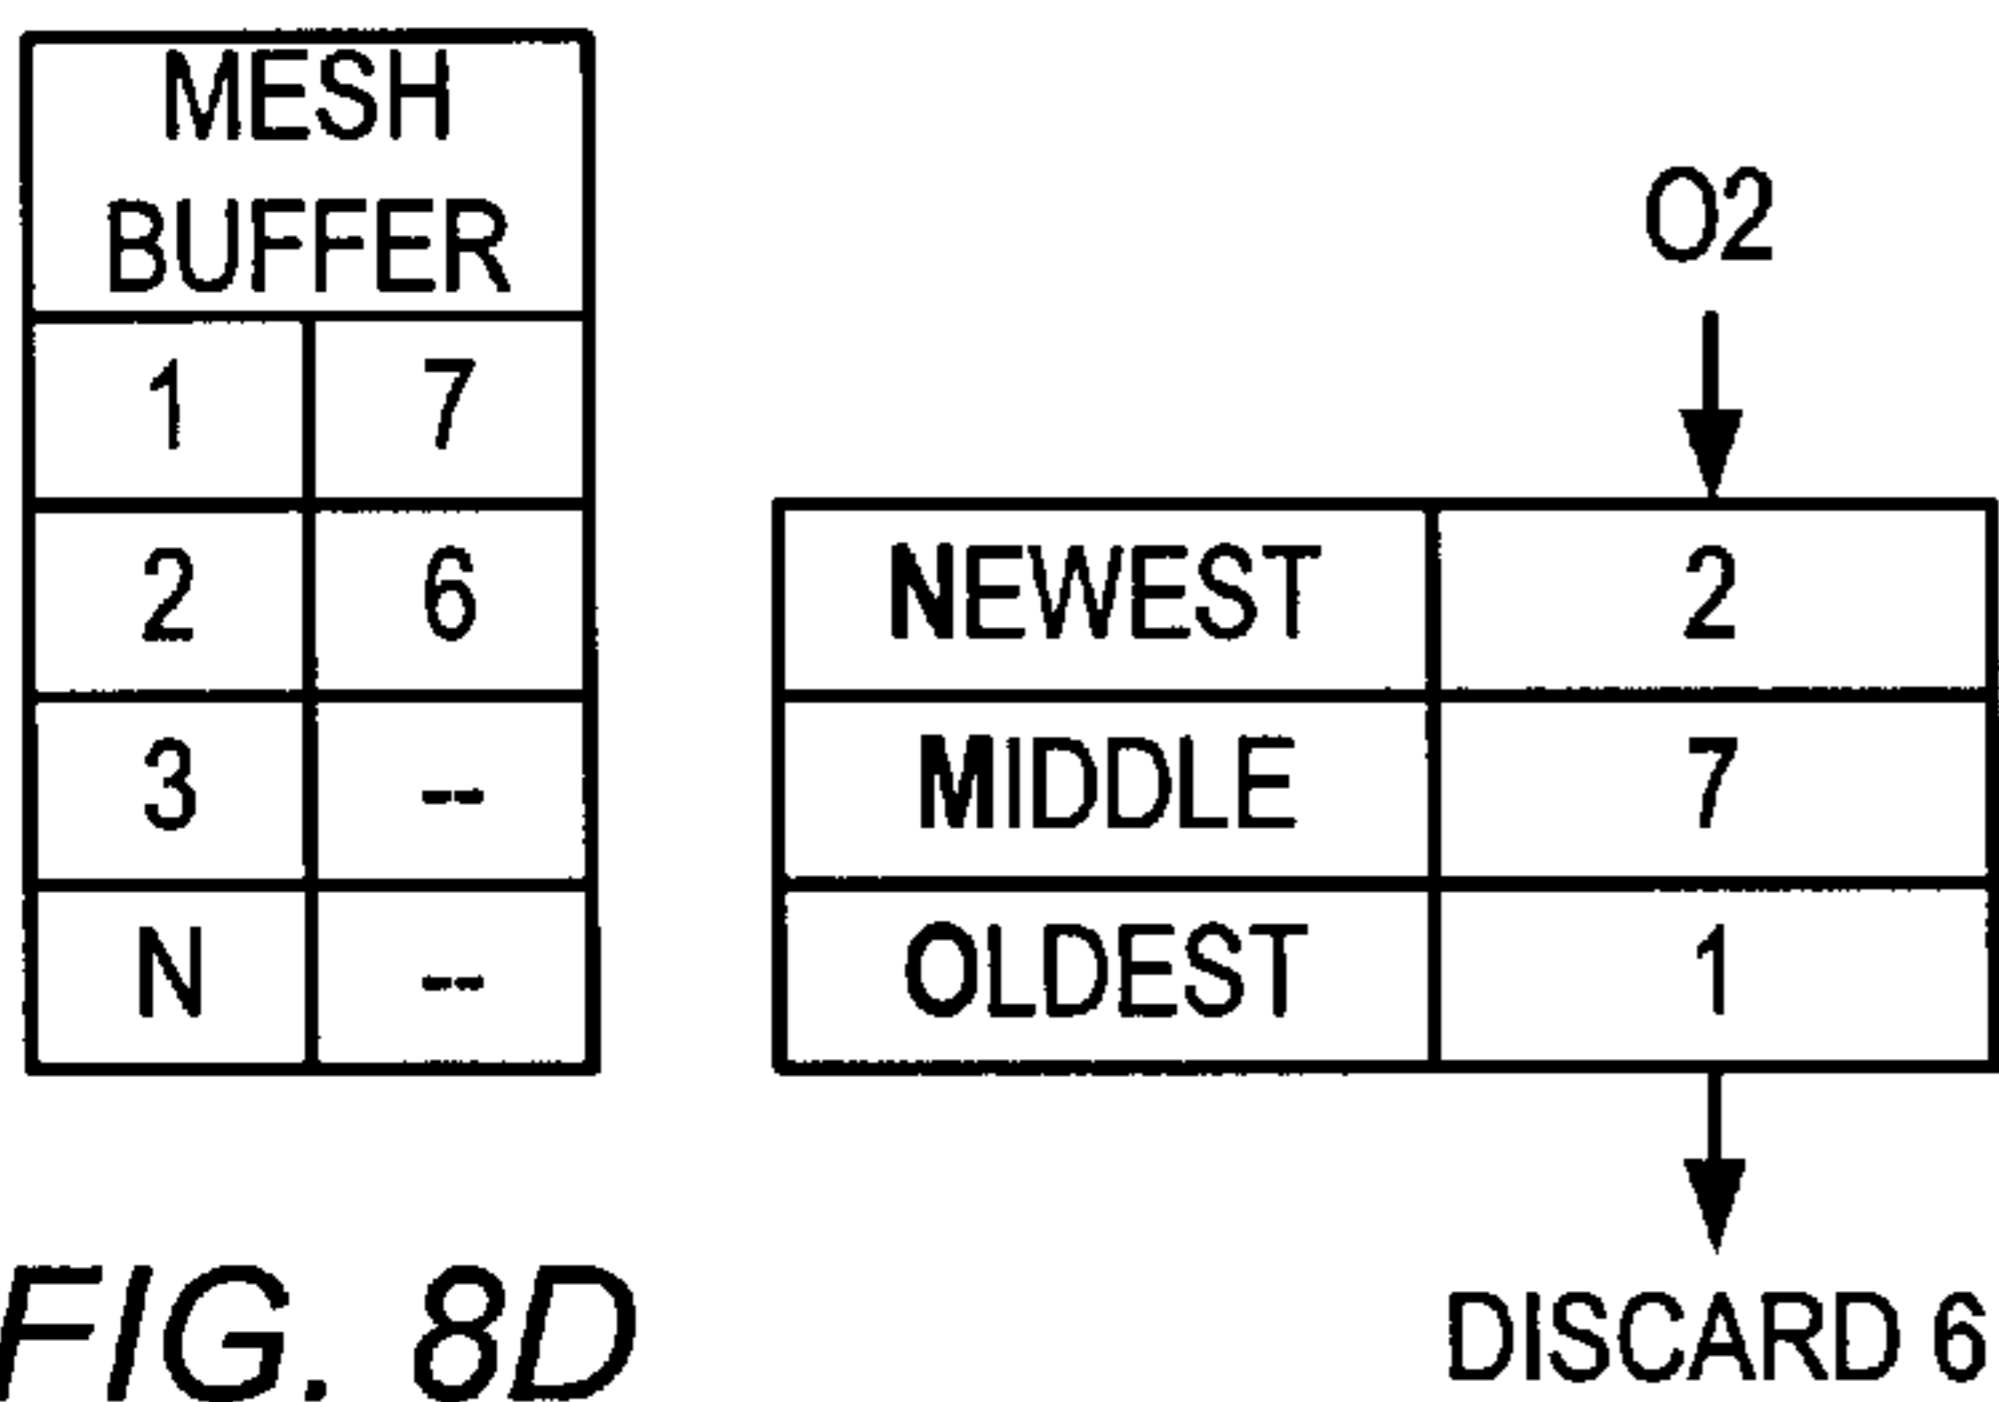 MESH
BUFFER
1 7
2 6
3 --
N --
O2
NEWEST 2
MIDDLE 7
OLDEST 1
DISCARD 6
FIG. 8D